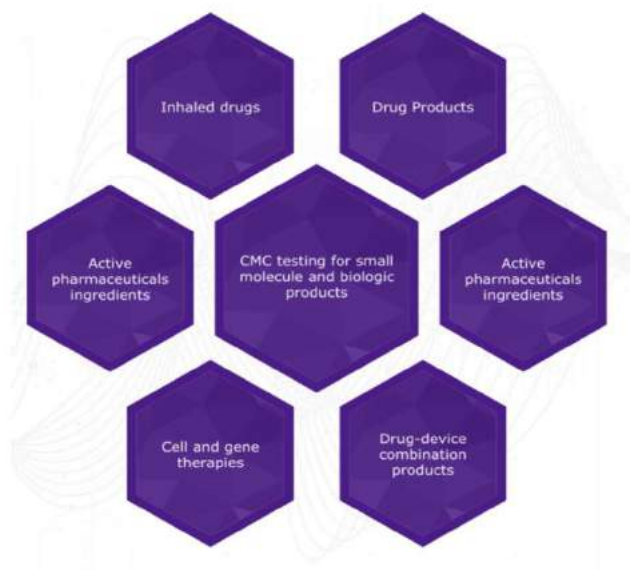 Inhaled drugs
Drug Products
Active
pharmaceuticals
ingredients
CMC testing for small
molecule and biologic
products
Active
pharmaceuticals
ingredients
Cell and gene
therapies
Drug-device
combination
products